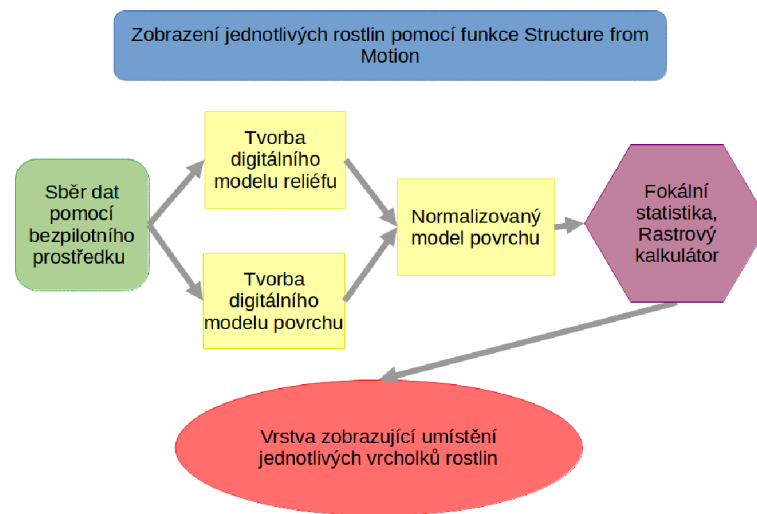 Zobrazení jednotlivých rostlin pomocí funkce Structure from
Motion
Sběr dat
pomocí
bezpilotního
prostředku
Tvorba
digitálního
modelu reliéfu
Tvorba
digitálního
modelu povrchu
Normalizovaný
model povrchu
Fokální
statistika,
Rastrový
kalkulátor
Vrstva zobrazující umístění
jednotlivých vrcholků rostlin